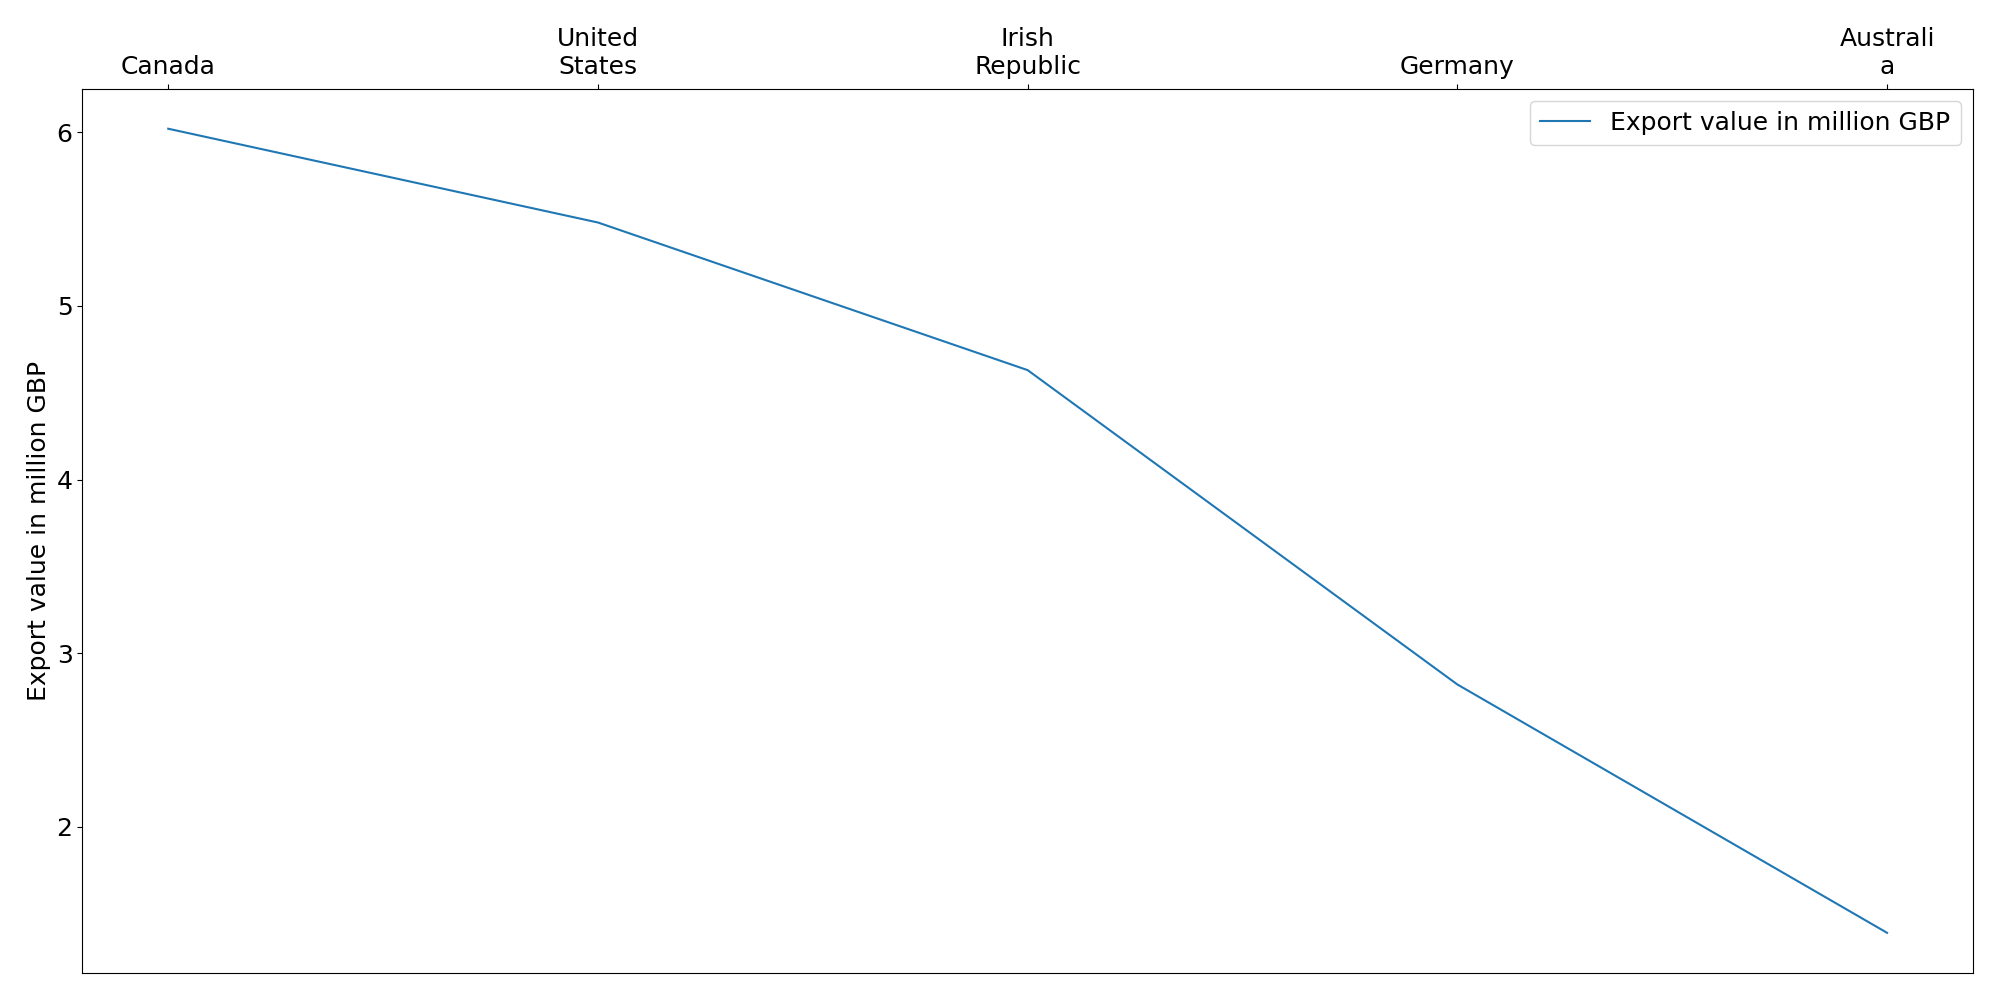 Canada
United
States
Irish
Republic
Germany
Australi
a
Export value in million GBP
6
5
4
3
2
Export value in million GBP